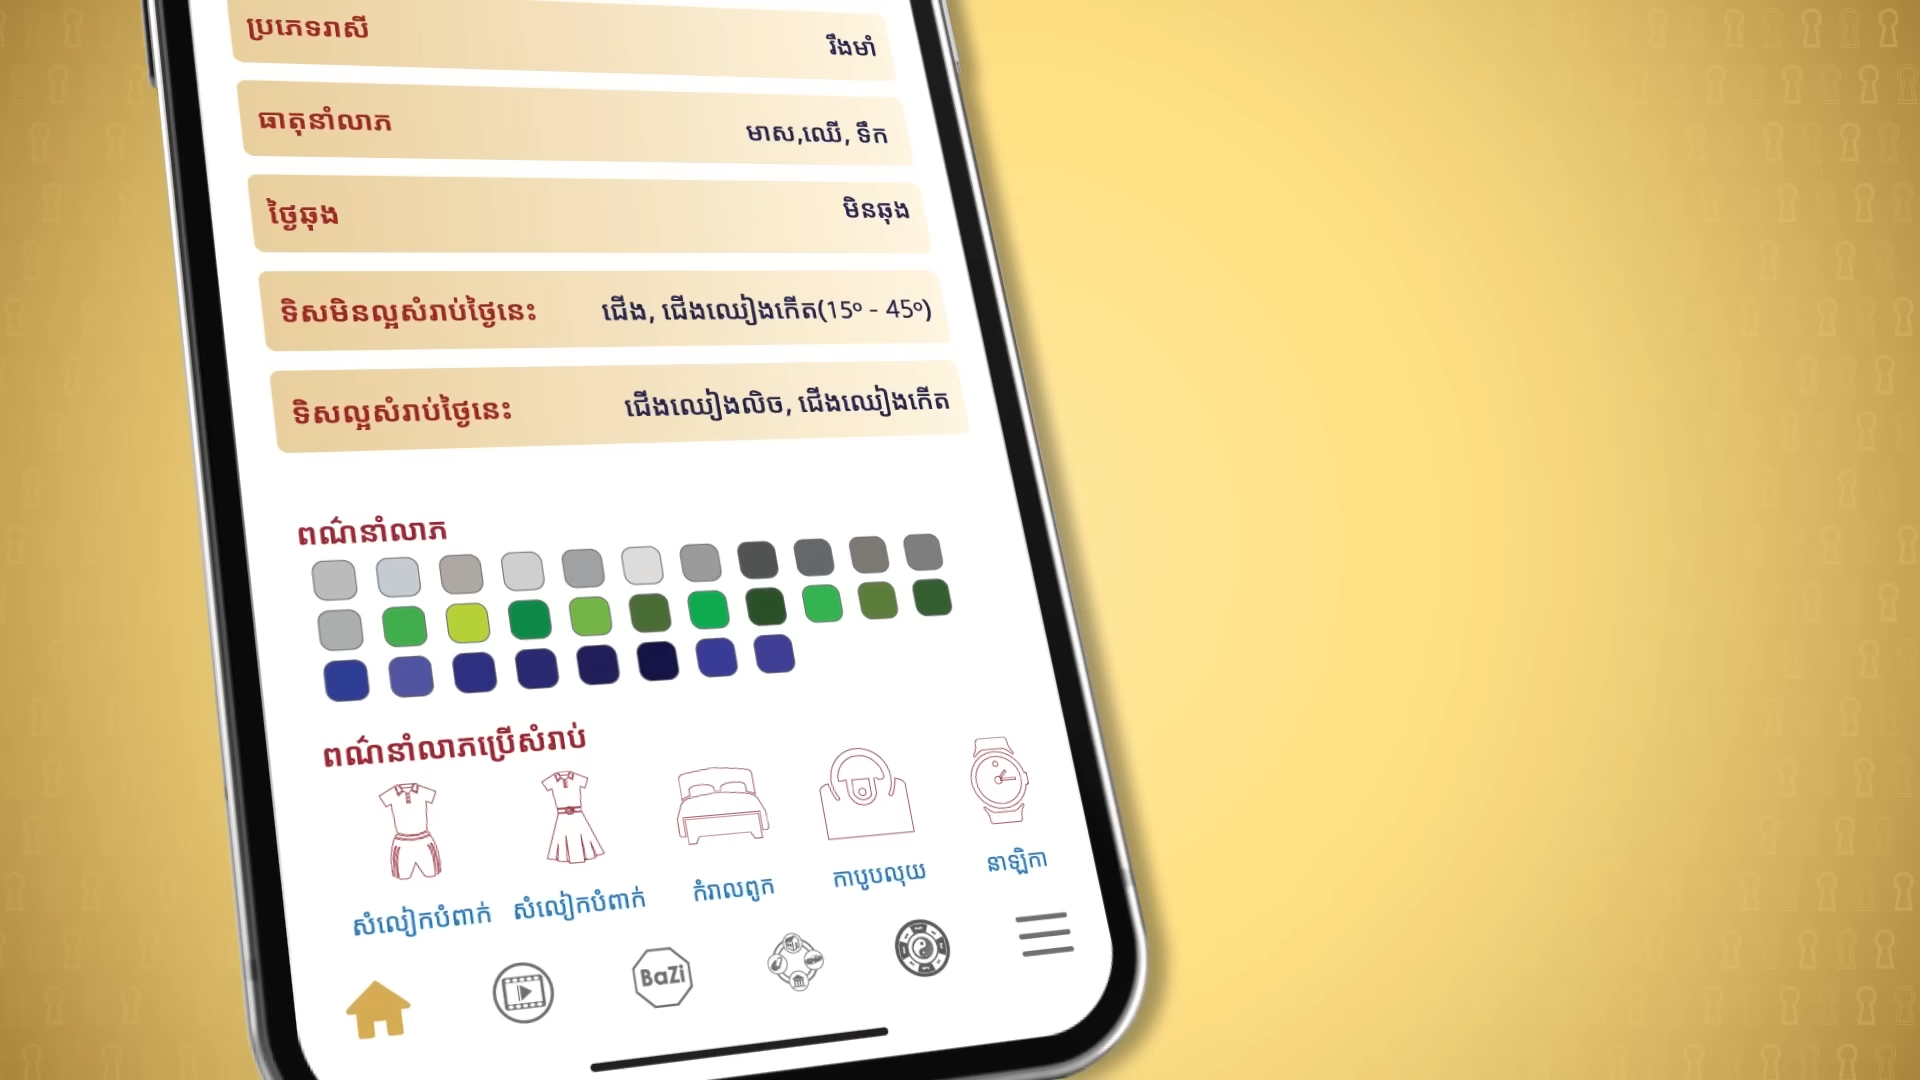 ប្រភេទរាសី
រឹងមាំ
ធាតុនាំលាភ
មាស,ឈើ, ទឹក
ថ្ងៃឆុង
មិនឆុង
ទិសមិនល្អសំរាប់ថ្ងៃនេះ
ជើង, ជើងឈៀងកើត(15º - 45º)
ទិសល្អសំរាប់ថ្ងៃនេះ
ជើងឈៀងលិច, ជើងឈៀងកើត
ពណ៌នាំលាភ
ពណ៌នាំលាភប្រើសំរាប់
សំលៀកបំពាក់
សំលៀកបំពាក់
កំរាលពូក
កាបូបលុយ
នាឡិកា
BaZi